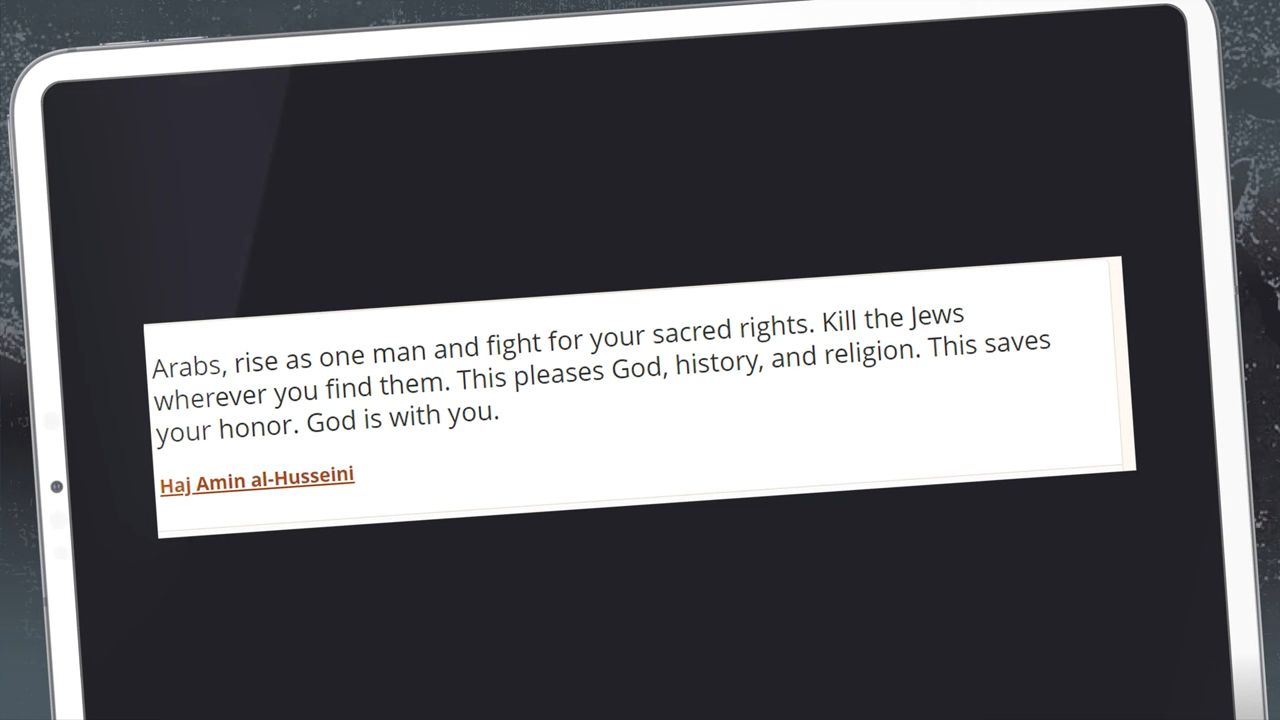 Arabs, rise as one man and fight for your sacred rights. Kill the Jews
wherever you find them. This pleases God, history, and religion. This saves
your honor. God is with you.
Haj Amin al-Husseini